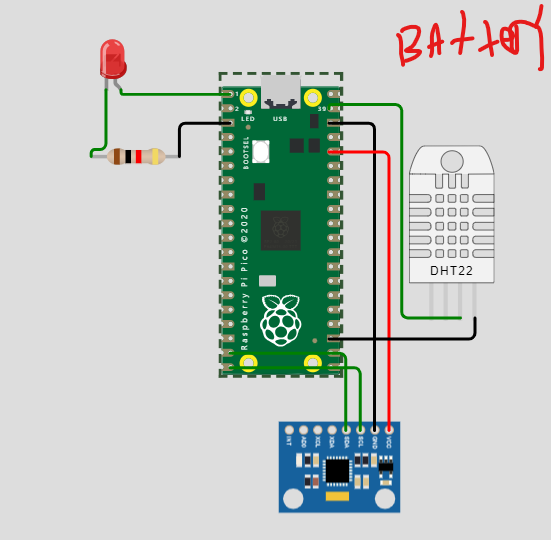 BAttery
1
2
39
LED
USB
BOOTSEL
Raspberry Pi Pico ©2020
DHT22
INT
AD0
XCL
XDA
SDA
SCL
GND
VCC